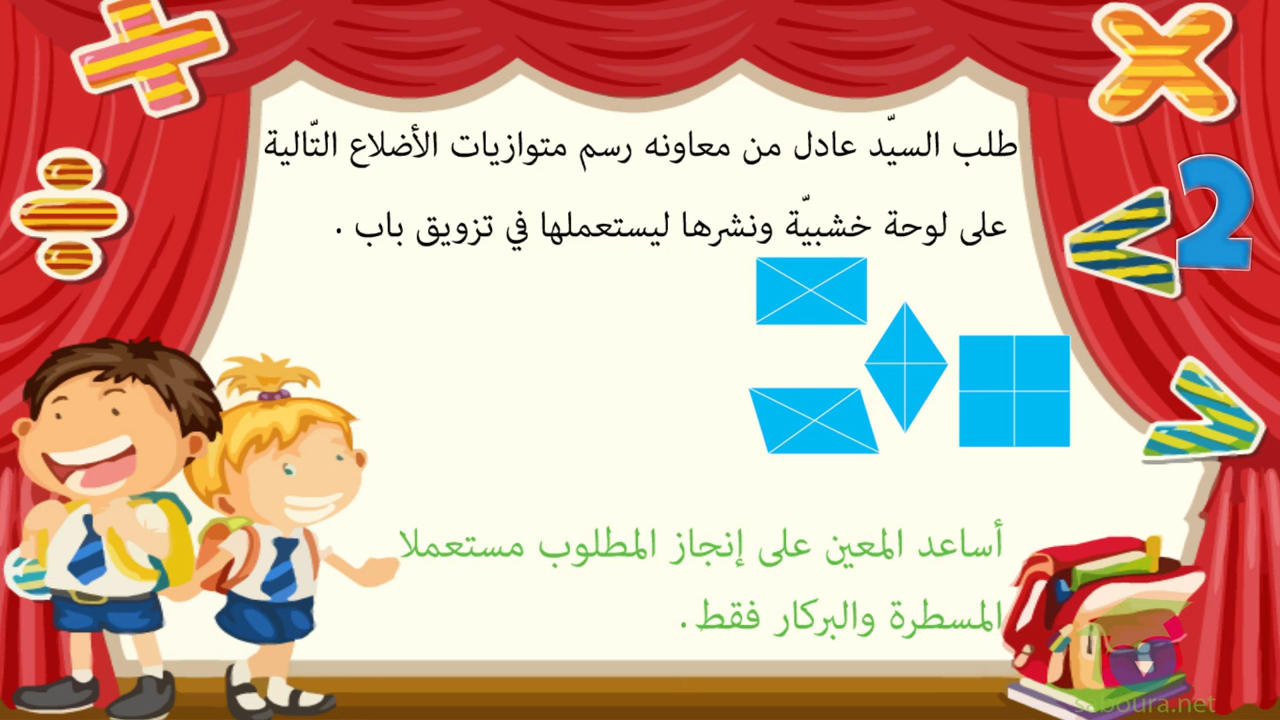 طلب السيّد عادل من معاونه رسم متوازيات الأضلاع التّالية
على لوحة خشبيّة ونشرها ليستعملها في تزويق باب .
2
أساعد المعين على إنجاز المطلوب مستعملا
المسطرة والبركار فقط .
saboura.net